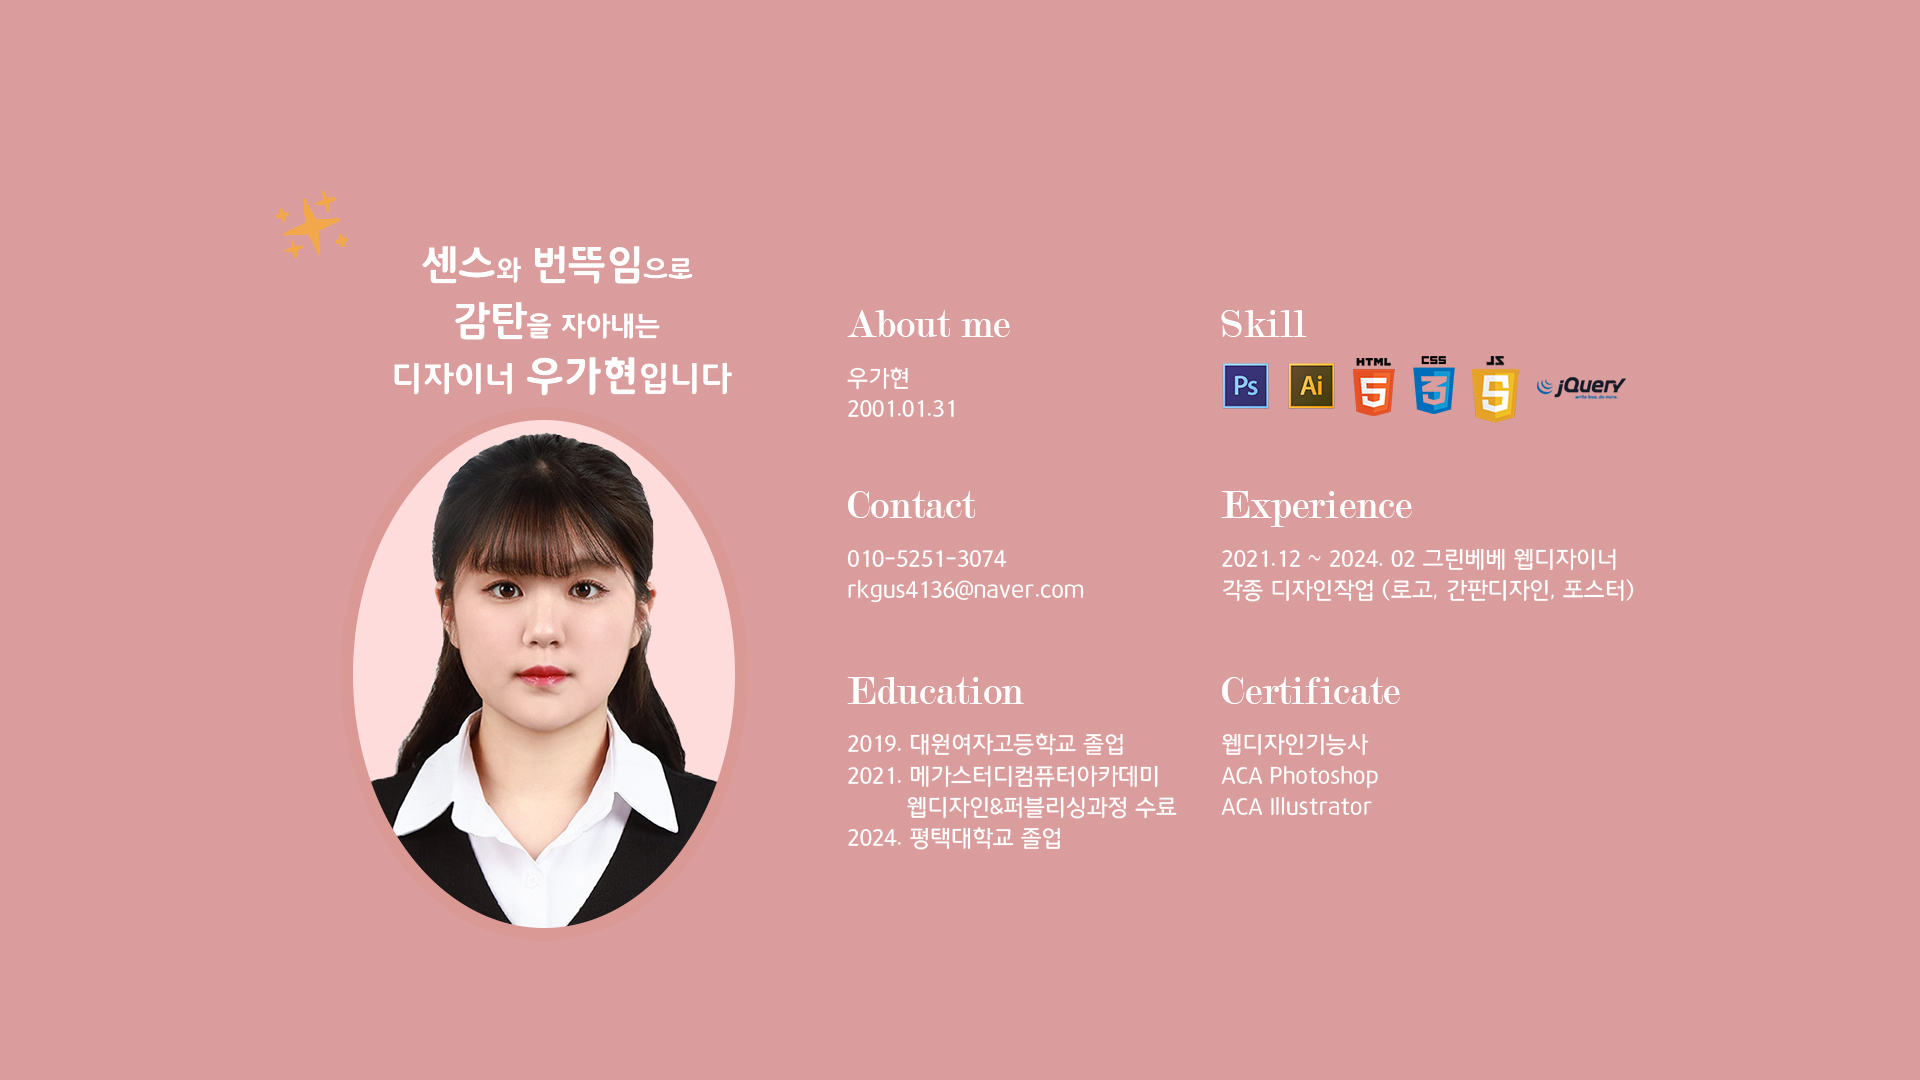 센스와 번뜩임으로
감탄을 자아내는
디자이너 우가현입니다
About me
우가현
2001.01.31
Contact
010-5251-3074
rkgus4136@naver.com
Education
2019. 대원여자고등학교 졸업
2021. 메가스터디컴퓨터아카데미
웹디자인&퍼블리싱과정 수료
2024. 평택대학교 졸업
Skill
Ps Ai HTML 5 CSS 3 JS jQuery
write less, do more.
Experience
2021.12 ~ 2024. 02 그린베베 웹디자이너
각종 디자인작업 (로고, 간판디자인, 포스터)
Certificate
웹디자인기능사
ACA Photoshop
ACA Illustrator